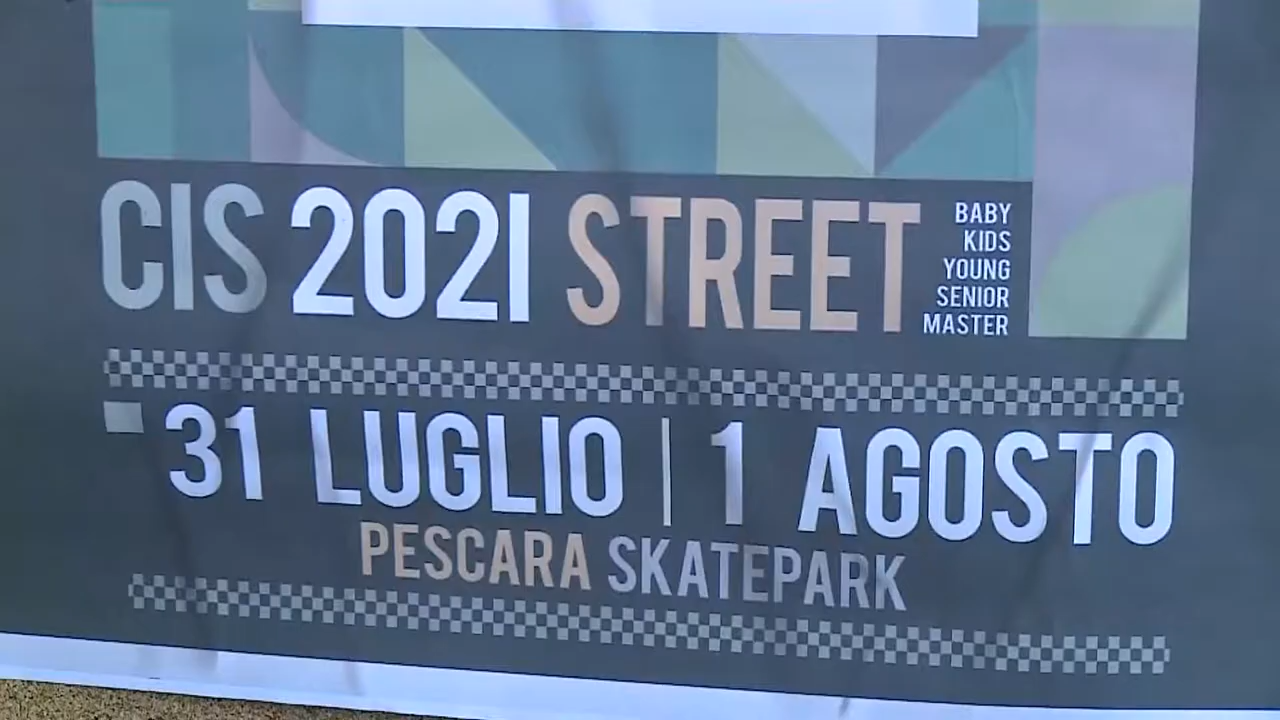 CIS 2021 STREET
BABY
KIDS
YOUNG
SENIOR
MASTER
31 LUGLIO | 1 AGOSTO
PESCARA SKATEPARK